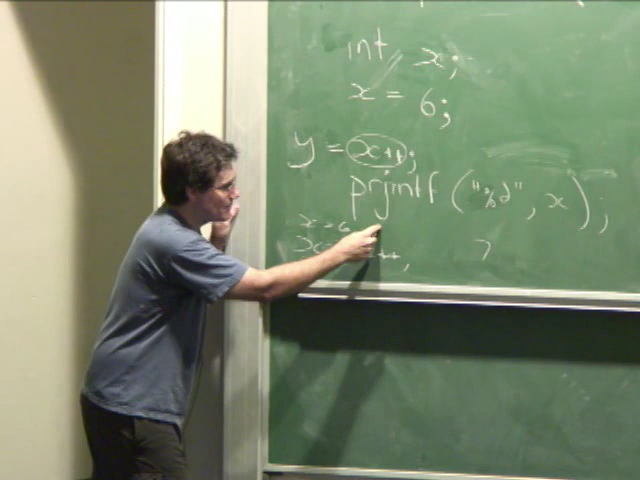 int x;
x = 6;
y = x++;
printf ("%d", x);
x = 6
x = x++, 7